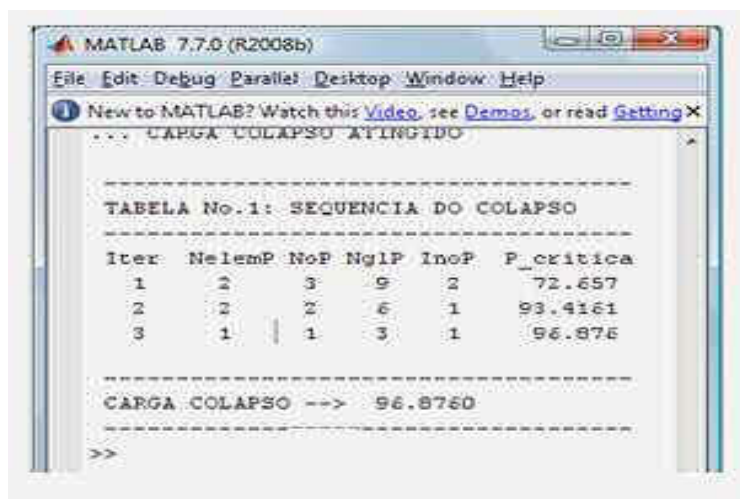 MATLAB 7.7.0 (R2008b)
File Edit Debug Parallel Desktop Window Help
New to MATLAB? Watch this Video, see Demos, or read Getting
... CARGA COLAPSO ATINGIDO
----------------------------------------
TABELA No.1: SEQUENCIA DO COLAPSO
----------------------------------------
Iter NelemP NoP NglP InoP P_critica
1 2 3 9 2 72.657
2 2 2 6 1 93.4161
3 1 1 3 1 96.876
----------------------------------------
CARGA COLAPSO --> 96.8760
----------------------------------------
>>